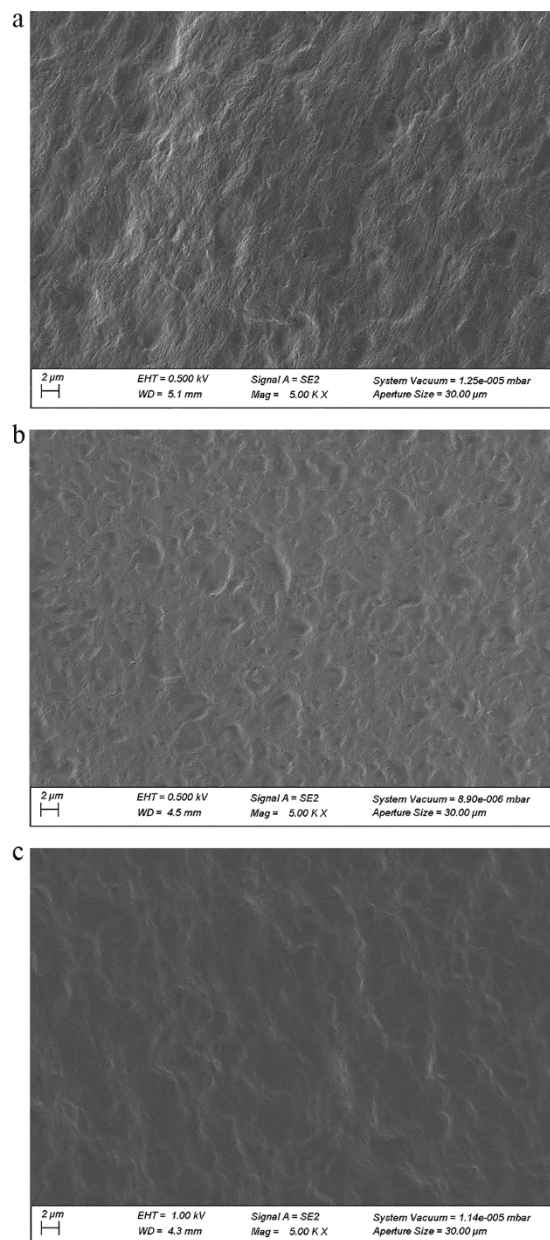 a
2 µm EHT = 0.500 kV Signal A = SE2 System Vacuum = 1.25e-005 mbar
WD = 5.1 mm Mag = 5.00 K X Aperture Size = 30.00 µm
b
2 µm EHT = 0.500 kV Signal A = SE2 System Vacuum = 8.90e-006 mbar
WD = 4.5 mm Mag = 5.00 K X Aperture Size = 30.00 µm
c
2 µm EHT = 1.00 kV Signal A = SE2 System Vacuum = 1.14e-005 mbar
WD = 4.3 mm Mag = 5.00 K X Aperture Size = 30.00 µm